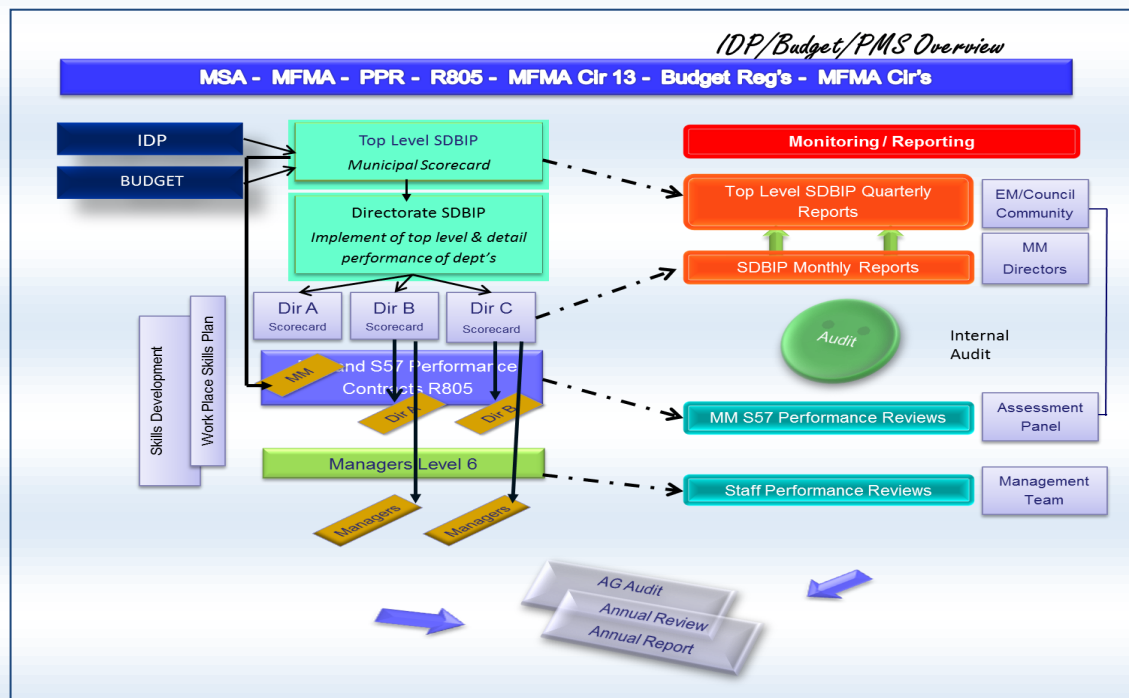 IDP/Budget/PMS Overview
MSA - MFMA - PPR - R805 - MFMA Cir 13 - Budget Reg's - MFMA Cir's
IDP
BUDGET
Top Level SDBIP
Municipal Scorecard
Directorate SDBIP
Implement of top level & detail
performance of dept's
Dir A
Scorecard
Dir B
Scorecard
Dir C
Scorecard
Skills Development
Work Place Skills Plan
and S57 Performance
Contracts R805
MM
Dir A
Dir B
Managers Level 6
Managers
Managers
Monitoring / Reporting
Top Level SDBIP Quarterly
Reports
EM/Council
Community
SDBIP Monthly Reports
MM
Directors
Audit
Internal
Audit
MM S57 Performance Reviews
Assessment
Panel
Staff Performance Reviews
Management
Team
AG Audit
Annual Review
Annual Report